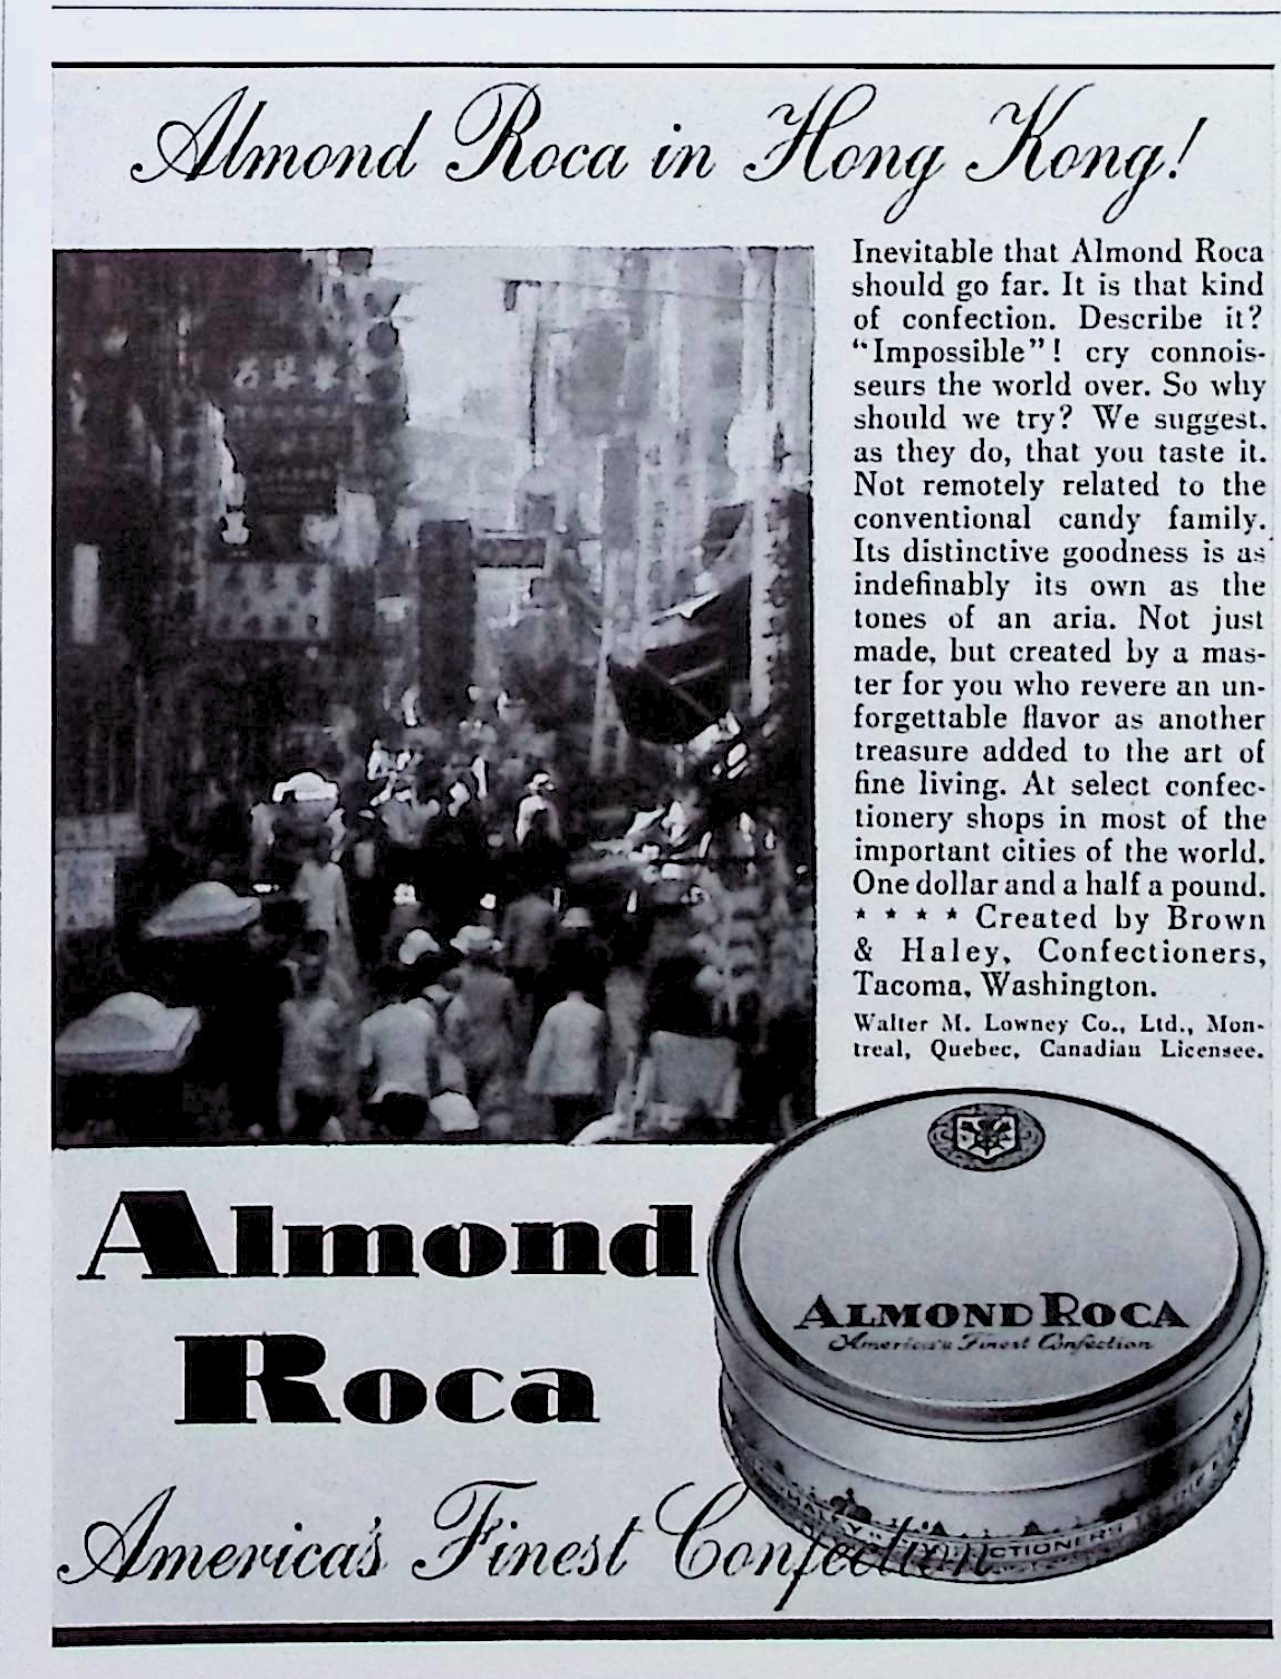 Almond Roca in Hong Kong!
Inevitable that Almond Roca
should go far. It is that kind
of confection. Describe it?
“Impossible”! cry connois-
seurs the world over. So why
should we try? We suggest,
as they do, that you taste it.
Not remotely related to the
conventional candy family.
Its distinctive goodness is as
indefinably its own as the
tones of an aria. Not just
made, but created by a mas-
ter for you who revere an un-
forgettable flavor as another
treasure added to the art of
fine living. At select confec-
tionery shops in most of the
important cities of the world.
One dollar and a half a pound.
* * * * Created by Brown
& Haley, Confectioners,
Tacoma, Washington.
Walter M. Lowney Co., Ltd., Mon-
treal, Quebec, Canadian Licensee.
Almond
Roca
ALMOND ROCA
America's Finest Confection
HALEY
CTIONERS TO THE
America's Finest Confection